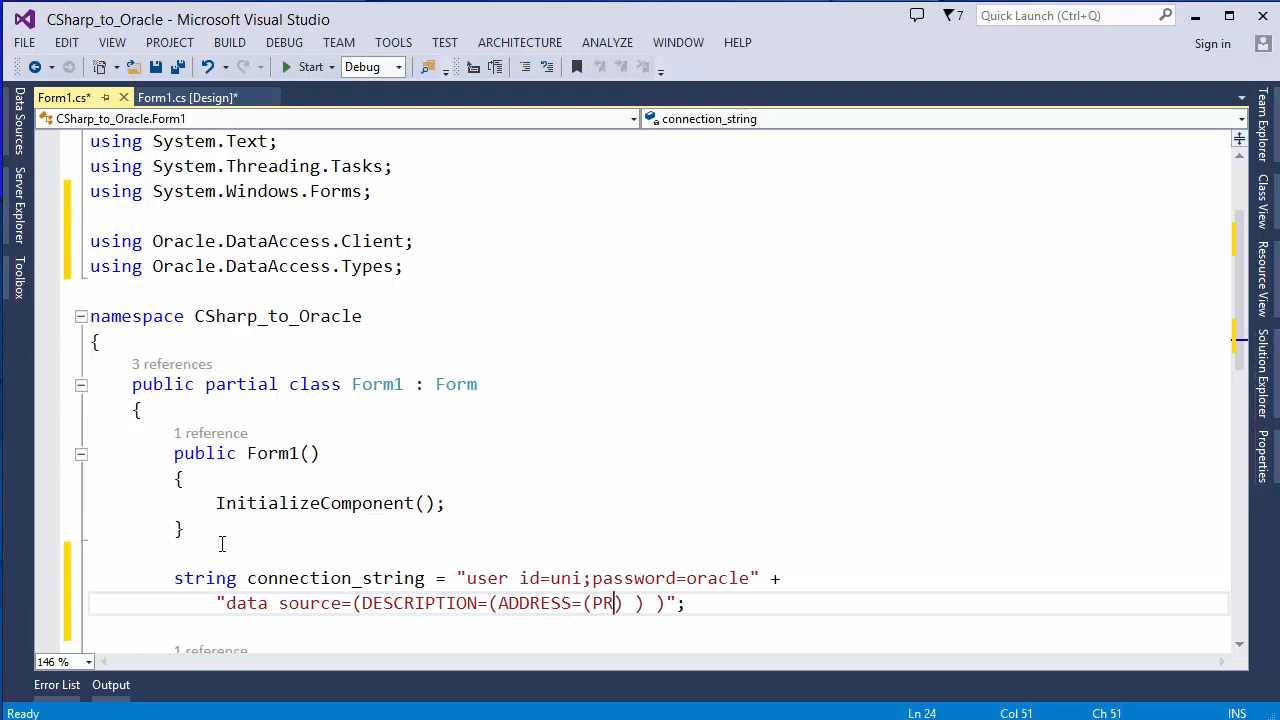 CSharp_to_Oracle - Microsoft Visual Studio
7
Quick Launch (Ctrl+Q)
FILE EDIT VIEW PROJECT BUILD DEBUG TEAM TOOLS TEST ARCHITECTURE ANALYZE WINDOW HELP
Sign in
Start
Debug
Form1.cs*
Form1.cs [Design]*
CSharp_to_Oracle.Form1
connection_string
Data Sources
Server Explorer
Toolbox
using System.Text;
using System.Threading.Tasks;
using System.Windows.Forms;
using Oracle.DataAccess.Client;
using Oracle.DataAccess.Types;
namespace CSharp_to_Oracle
{
3 references
public partial class Form1 : Form
{
1 reference
public Form1()
{
InitializeComponent();
}
string connection_string = "user id=uni;password=oracle" +
"data source=(DESCRIPTION=(ADDRESS=(PR) ) )";
1 reference
Team Explorer
Class View
Resource View
Solution Explorer
Properties
146 %
Error List Output
Ready
Ln 24
Col 51
Ch 51
INS